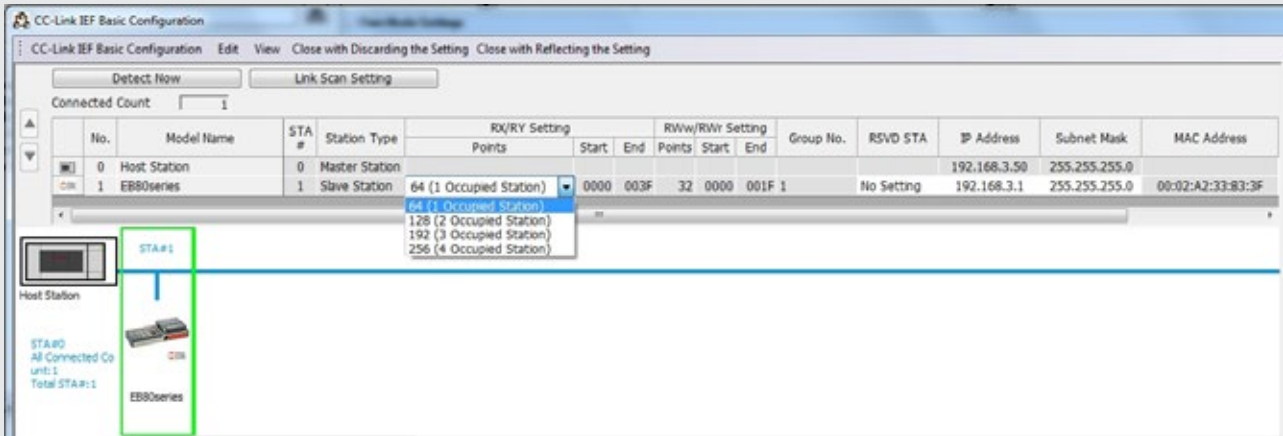 CC-Link IEF Basic Configuration
CC-Link IEF Basic Configuration Edit View Close with Discarding the Setting Close with Reflecting the Setting
Detect Now Link Scan Setting
Connected Count 1
No. Model Name STA # Station Type RX/RY Setting RWw/RWr Setting Group No. RSVD STA IP Address Subnet Mask MAC Address
Points Start End Points Start End
0 Host Station 0 Master Station 192.168.3.50 255.255.255.0
1 EB80series 1 Slave Station 64 (1 Occupied Station) 0000 003F 32 0000 001F 1 No Setting 192.168.3.1 255.255.255.0 00:02:A2:33:83:3F
64 (1 Occupied Station)
128 (2 Occupied Station)
192 (3 Occupied Station)
256 (4 Occupied Station)
STA#1
Host Station
STA#0
All Connected Co
unt:1
Total STA#:1
EB80series